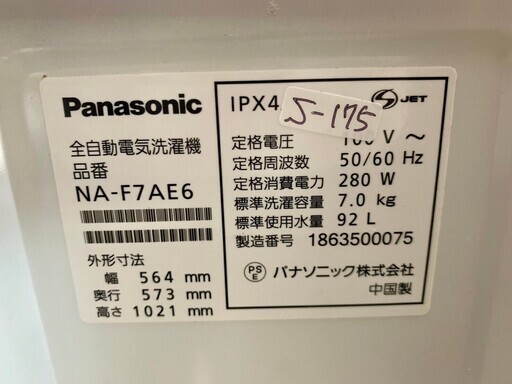 Panasonic
全自動電気洗濯機
品番
NA-F7AE6
外形寸法
幅 564 mm
奥行 573 mm
高さ 1021 mm
IPX4
JET
J-175
定格電圧 100 V ～
定格周波数 50/60 Hz
定格消費電力 280 W
標準洗濯容量 7.0 kg
標準使用水量 92 L
製造番号 1863500075
PS
E
パナソニック株式会社
中国製